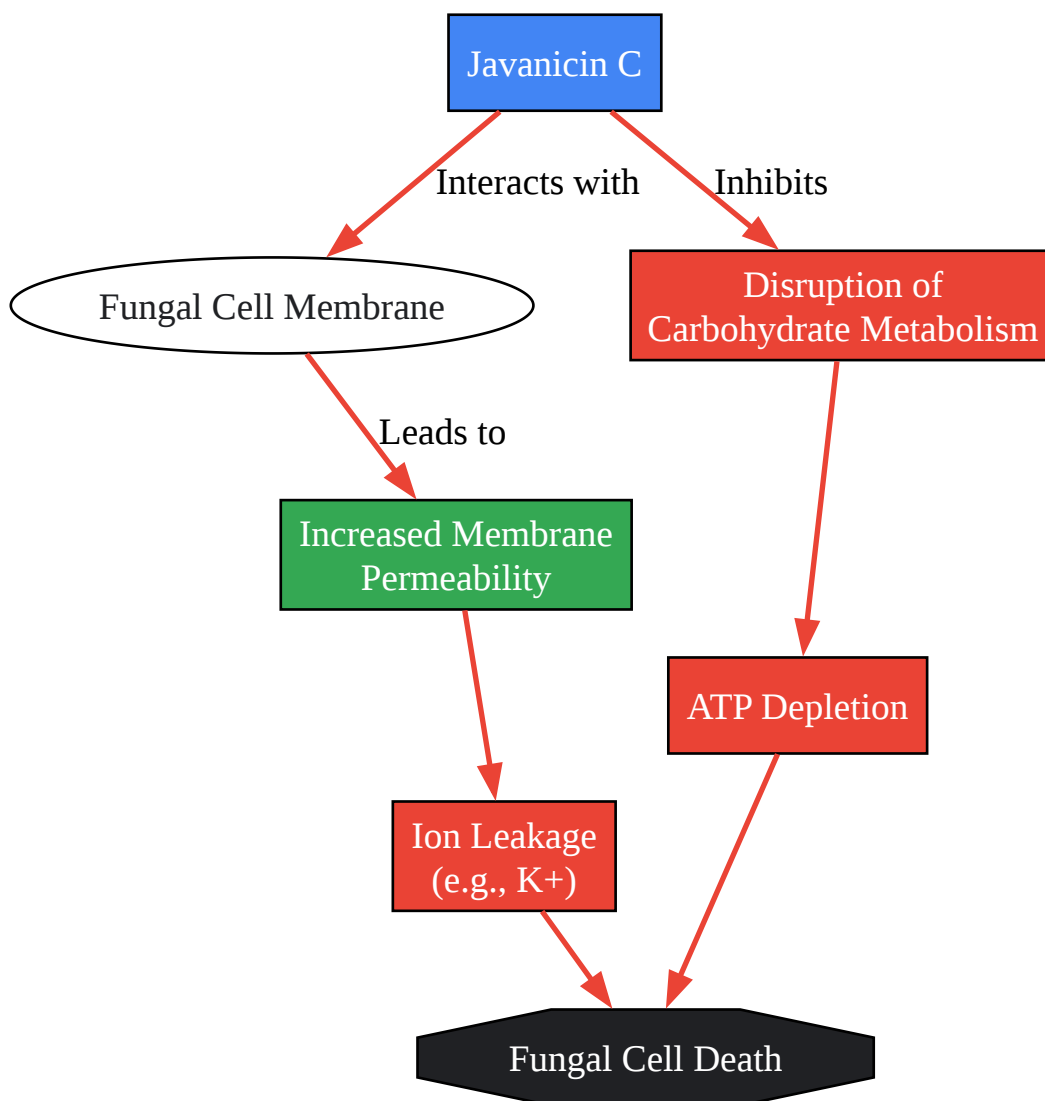 Javanicin C
Interacts with
Inhibits
Fungal Cell Membrane
Disruption of
Carbohydrate Metabolism
Leads to
Increased Membrane
Permeability
ATP Depletion
Ion Leakage
(e.g., K+)
Fungal Cell Death